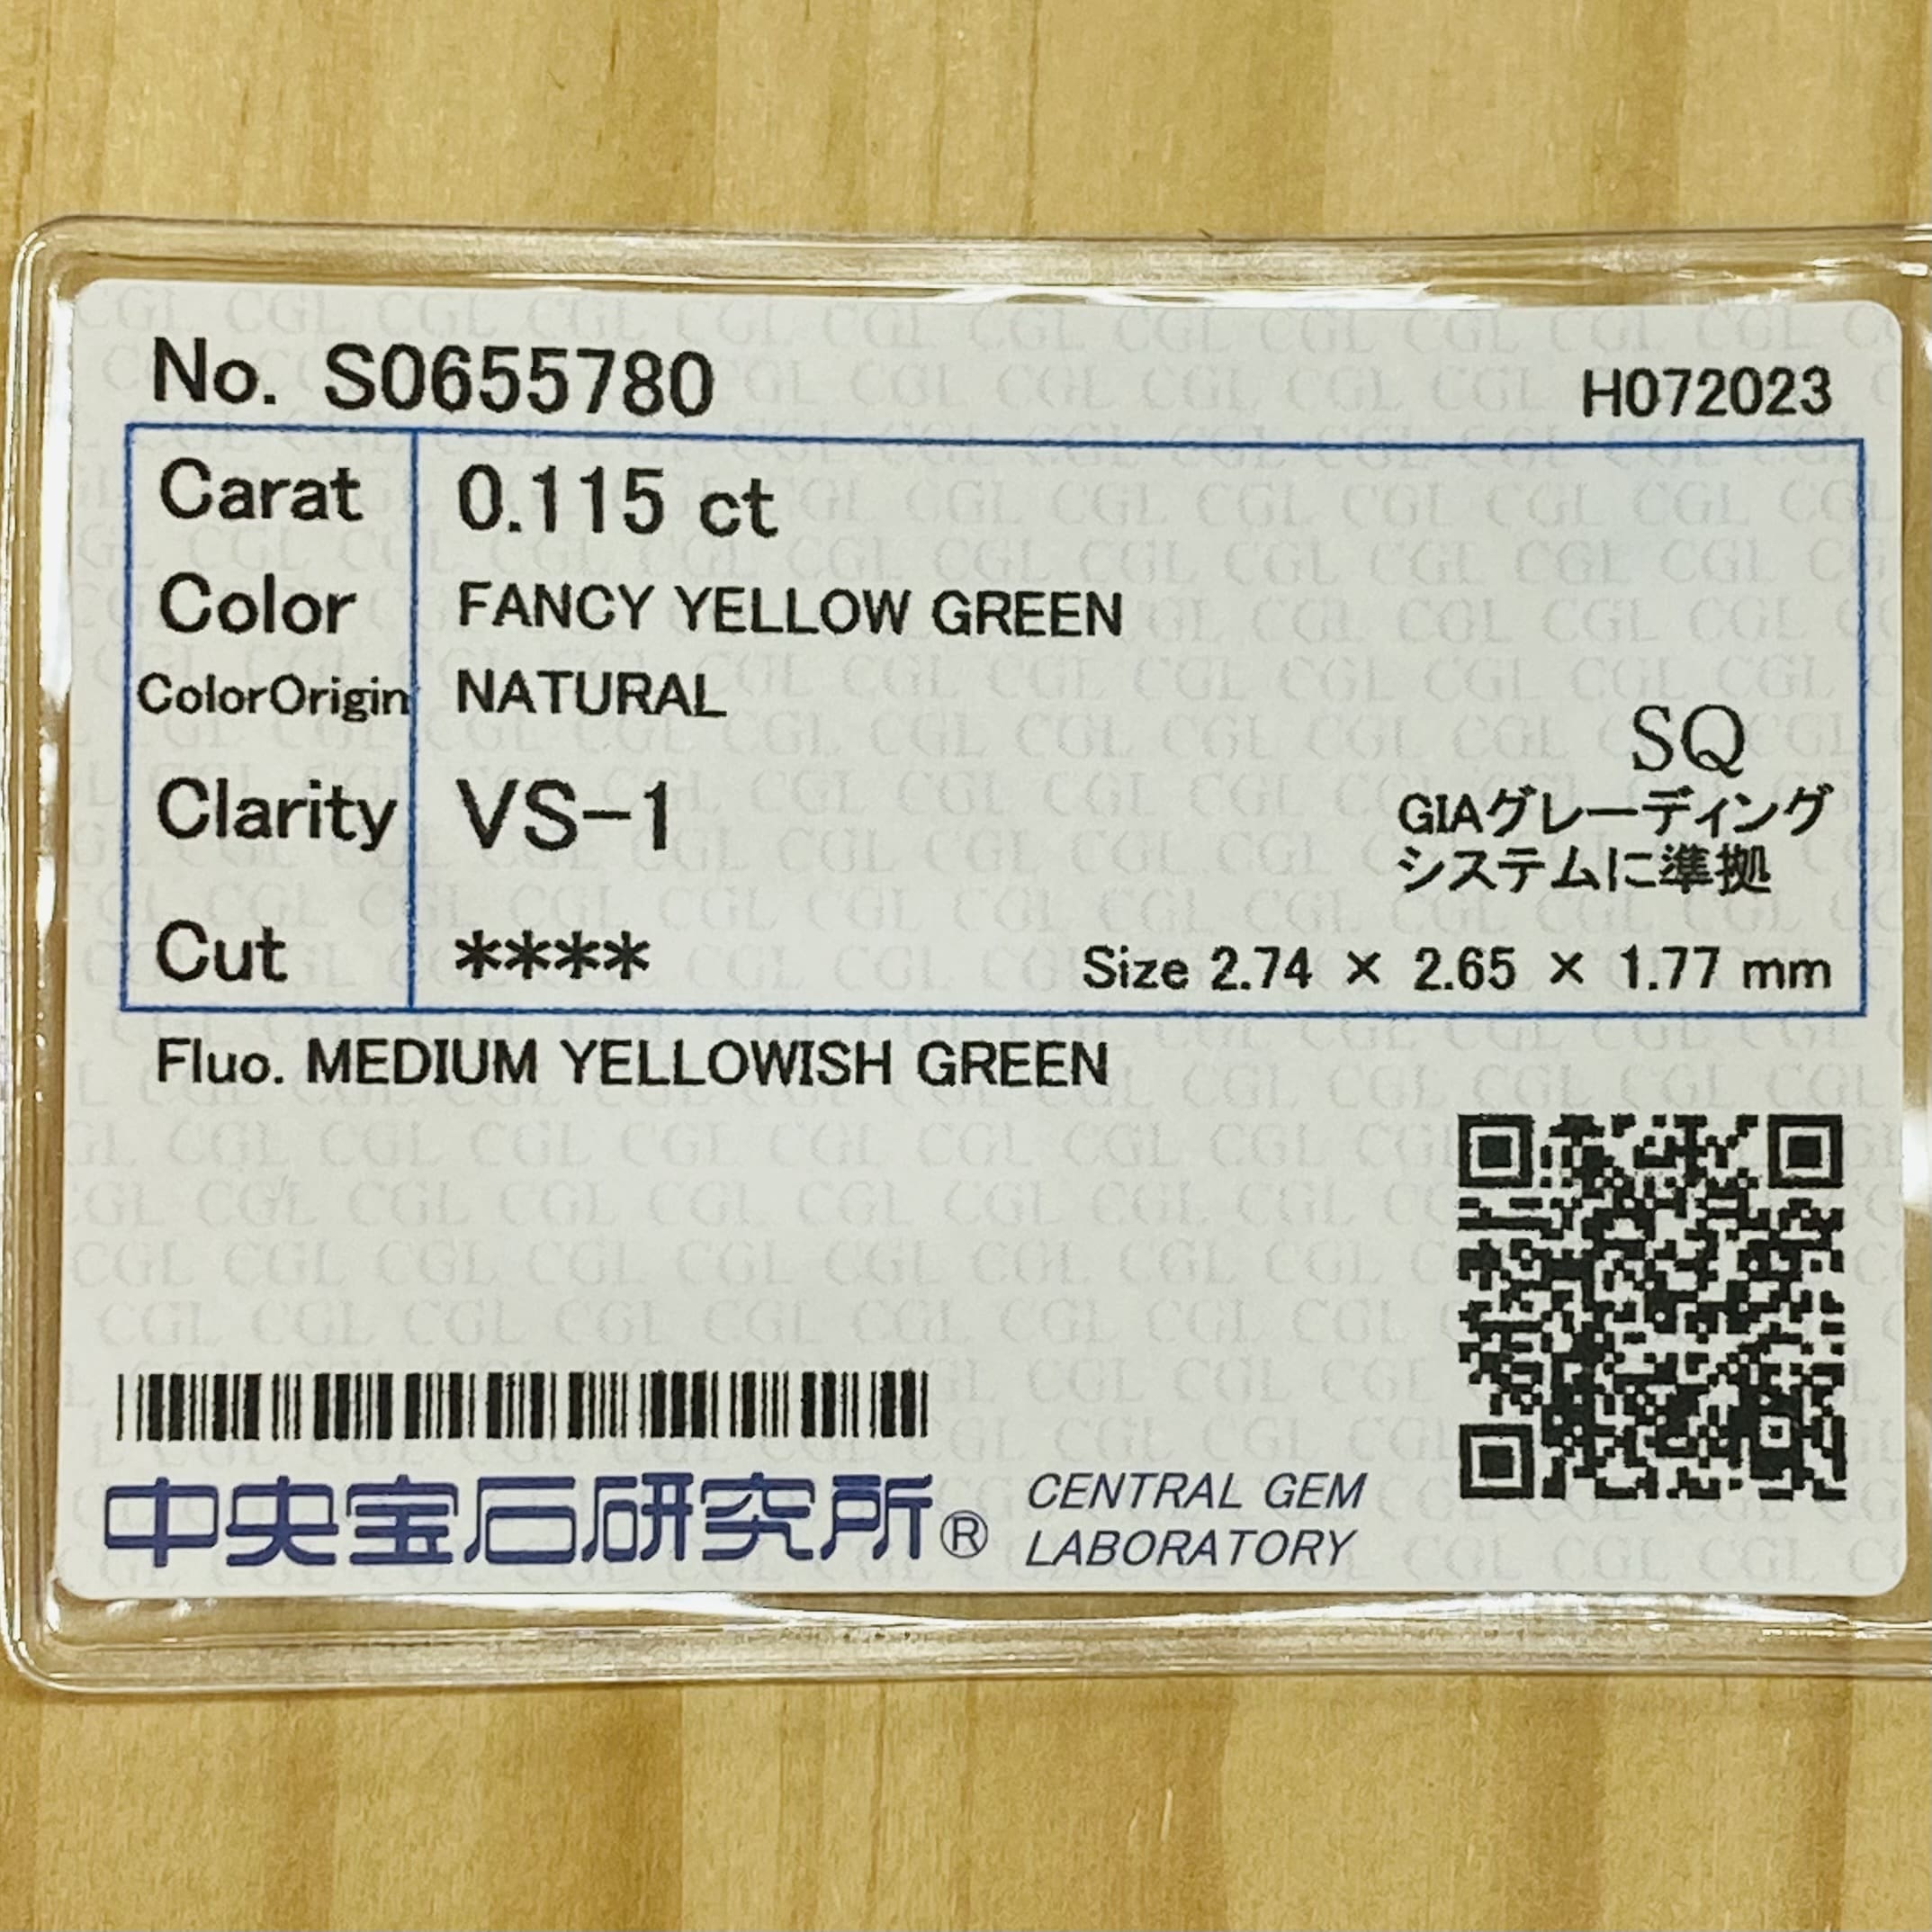 No. S0655780
H072023
Carat 0.115 ct
Color FANCY YELLOW GREEN
ColorOrigin NATURAL
SQ
Clarity VS-1
GIAグレーディング
システムに準拠
Cut ****
Size 2.74 × 2.65 × 1.77 mm
Fluo. MEDIUM YELLOWISH GREEN
中央宝石研究所®
CENTRAL GEM
LABORATORY